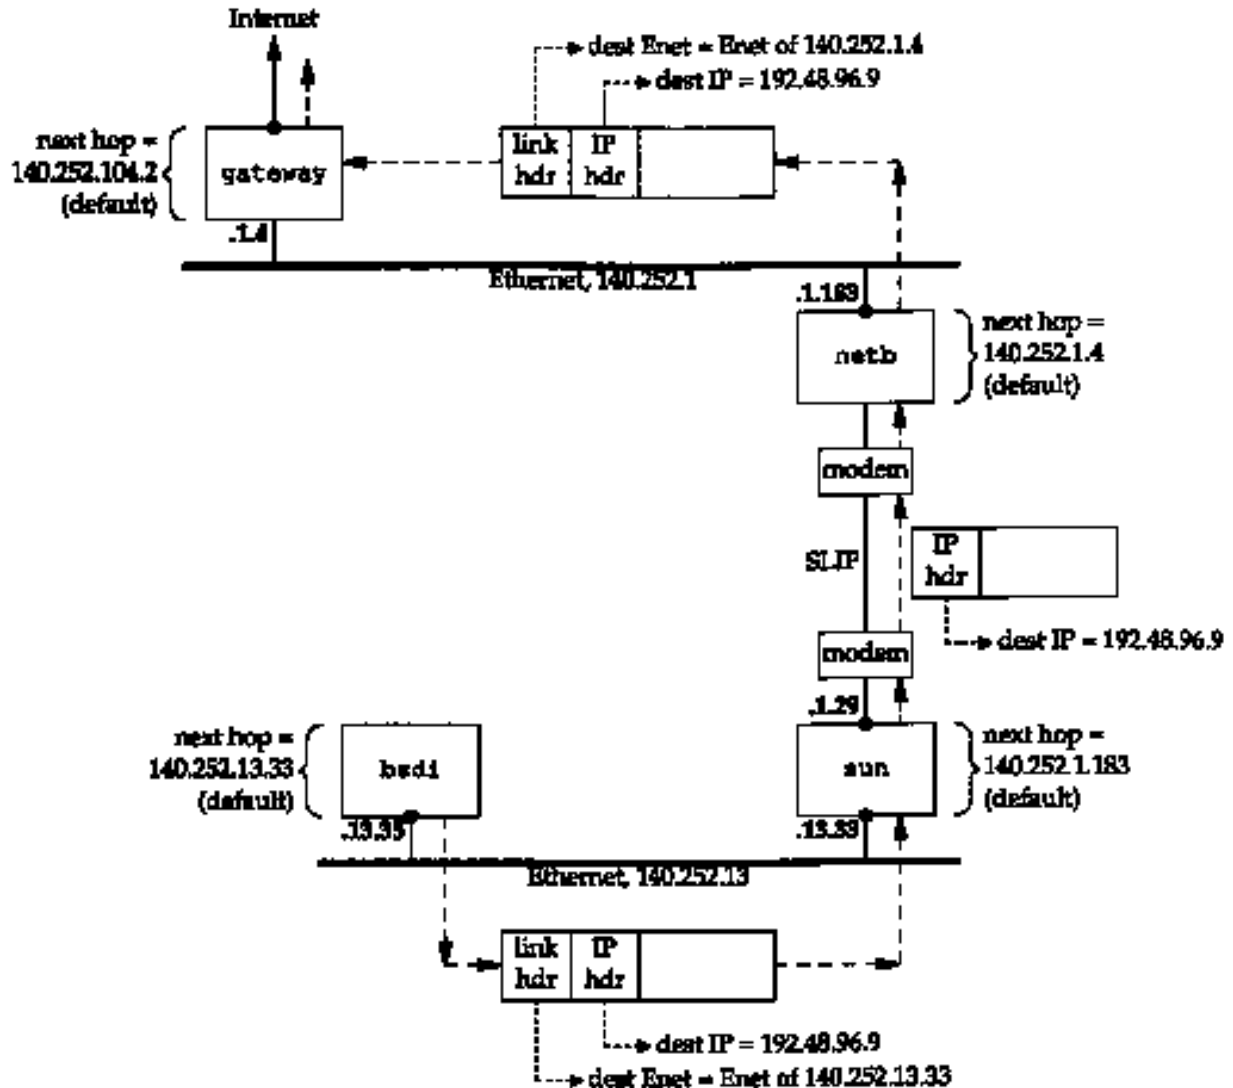 Internet
dest Enet = Enet of 140.252.1.4
dest IP = 192.48.96.9
next hop =
140.252.104.2
(default)
gateway
link
hdr
IP
hdr
.1.4
Ethernet, 140.252.1
.1.183
netb
next hop =
140.252.1.4
(default)
modem
SLIP
IP
hdr
dest IP = 192.48.96.9
modem
.1.29
next hop =
140.252.13.33
(default)
bsdi
sun
next hop =
140.252.1.183
(default)
.13.35
.13.33
Ethernet, 140.252.13
link
hdr
IP
hdr
dest IP = 192.48.96.9
dest Enet = Enet of 140.252.13.33